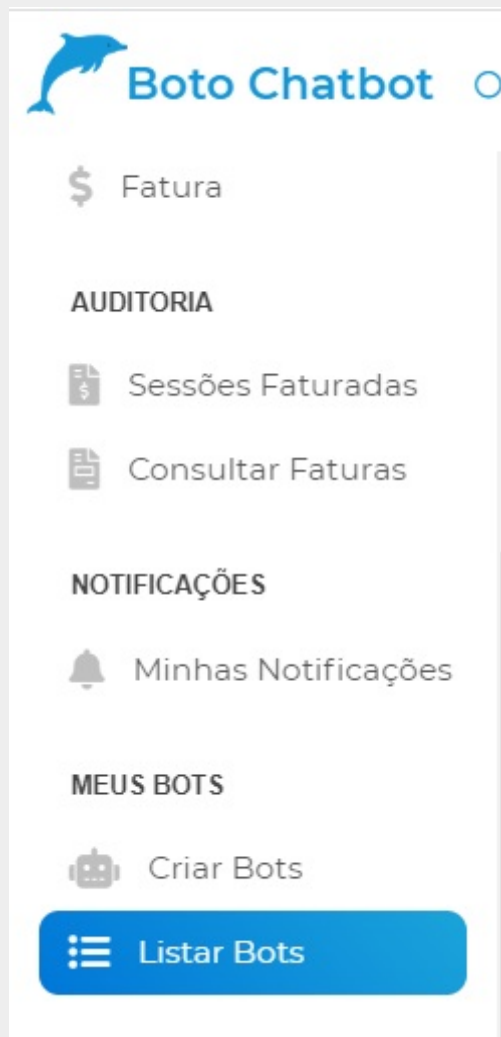 Boto Chatbot
Fatura
AUDITORIA
Sessões Faturadas
Consultar Faturas
NOTIFICAÇÕES
Minhas Notificações
MEUS BOTS
Criar Bots
Listar Bots